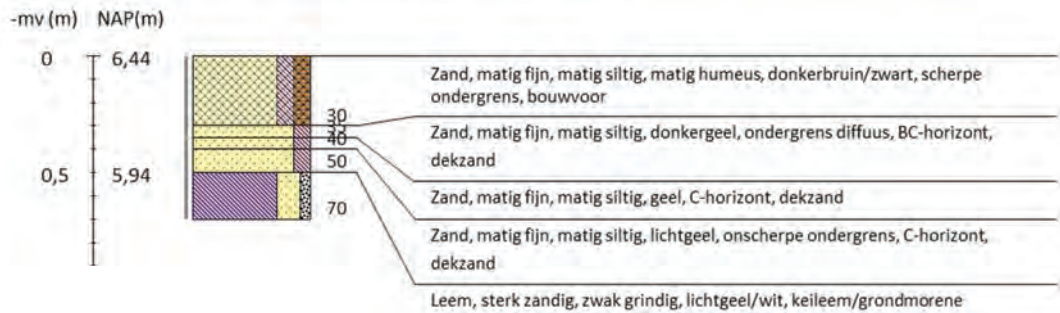 -mv (m) NAP(m)
0 6,44
Zand, matig fijn, matig siltig, matig humeus, donkerbruin/zwart, scherpe
ondergrens, bouwvoor
30
35
Zand, matig fijn, matig siltig, donkergeel, ondergrens diffuus, BC-horizont,
40
dekzand
50
0,5 5,94
Zand, matig fijn, matig siltig, geel, C-horizont, dekzand
70
Zand, matig fijn, matig siltig, lichtgeel, onscherpe ondergrens, C-horizont,
dekzand
Leem, sterk zandig, zwak grindig, lichtgeel/wit, keileem/grondmorene